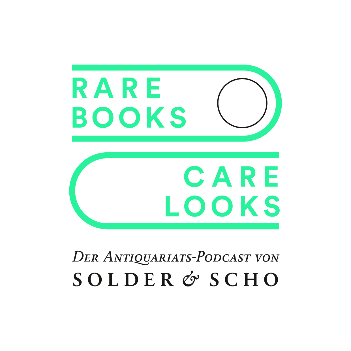 RARE
BOOKS
CARE
LOOKS
DER ANTIQUARIATS-PODCAST VON
SOLDER & SCHO